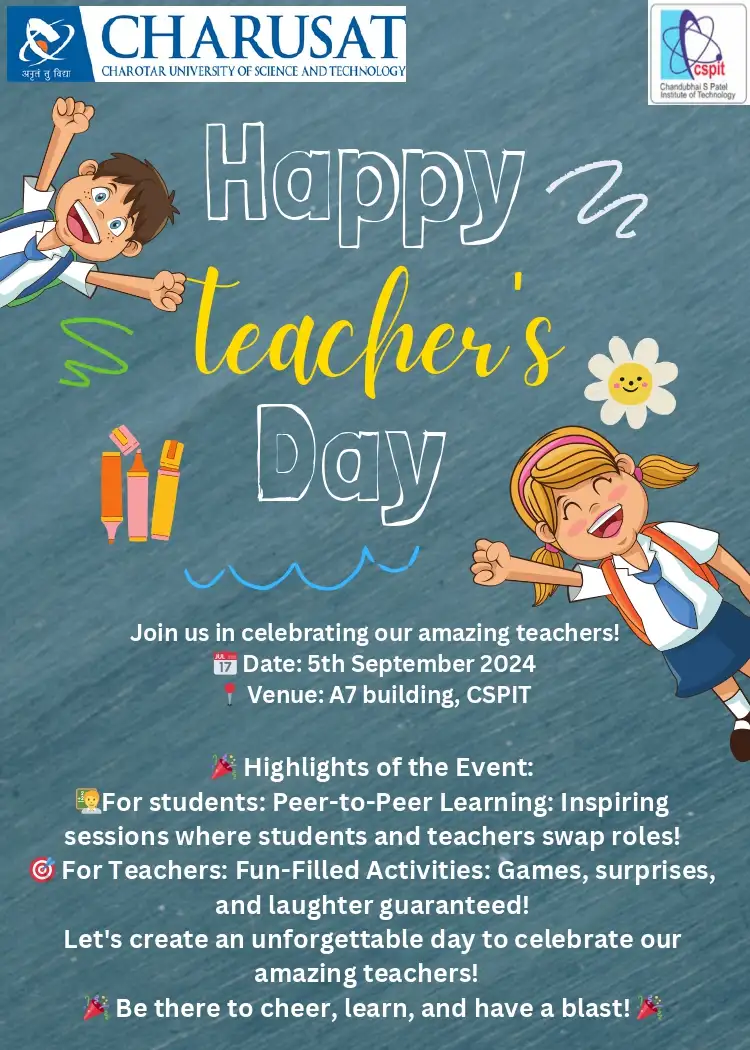 CHARUSAT
अनृतं तु विद्या
CHAROTAR UNIVERSITY OF SCIENCE AND TECHNOLOGY
cspit
Chandubhai S Patel
Institute of Technology
Happy
teacher's
Day
Join us in celebrating our amazing teachers!
📅 Date: 5th September 2024
📍 Venue: A7 building, CSPIT
🎉 Highlights of the Event:
🧑‍🏫For students: Peer-to-Peer Learning: Inspiring
sessions where students and teachers swap roles!
🎯 For Teachers: Fun-Filled Activities: Games, surprises,
and laughter guaranteed!
Let's create an unforgettable day to celebrate our
amazing teachers!
🎉 Be there to cheer, learn, and have a blast! 🎉